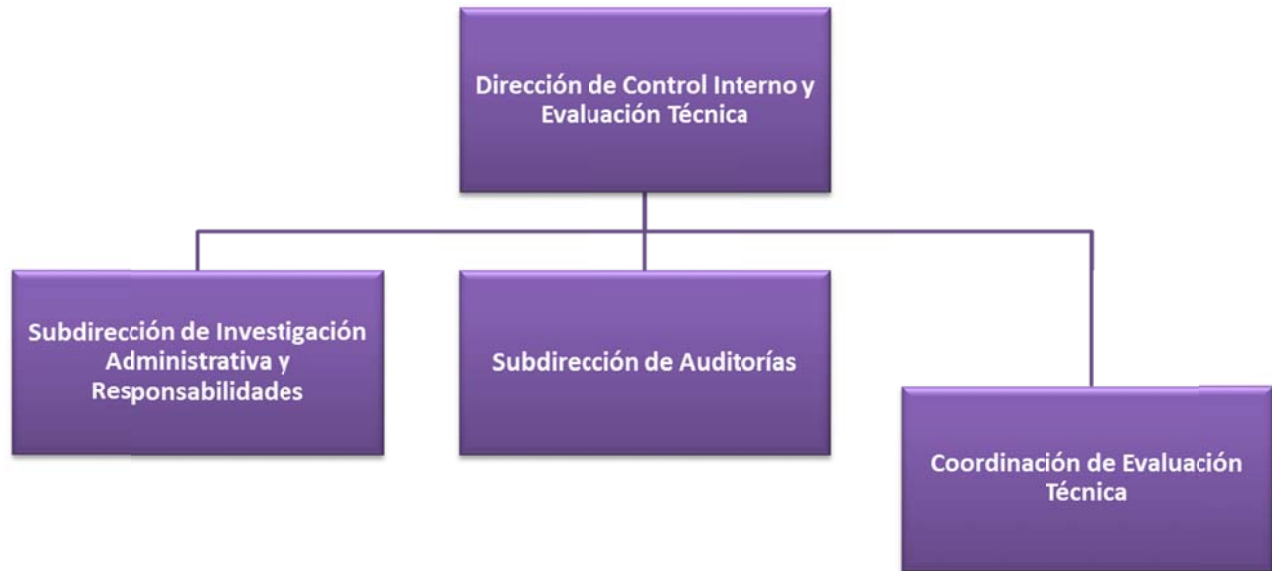 Dirección de Control Interno y
Evaluación Técnica
Subdirección de Investigación
Administrativa y
Responsabilidades
Subdirección de Auditorías
Coordinación de Evaluación
Técnica